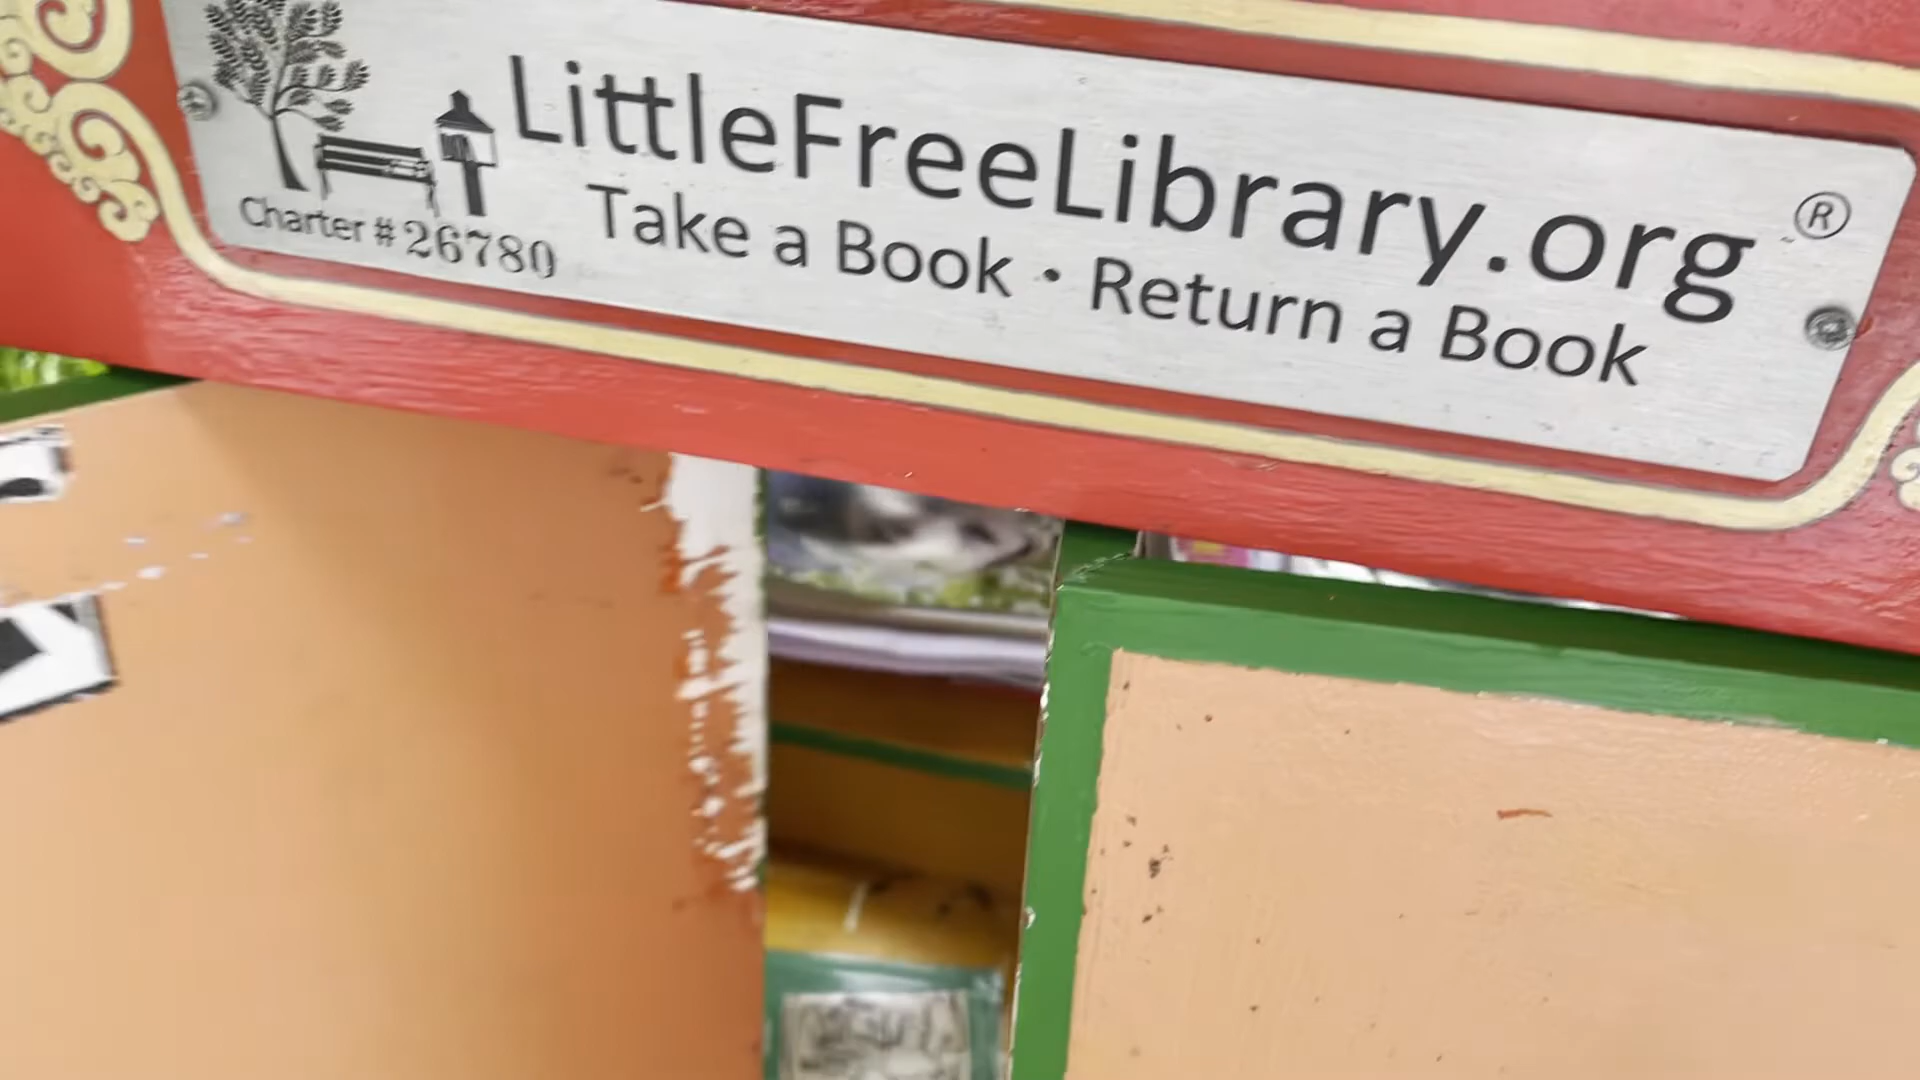 LittleFreeLibrary.org ®
Take a Book • Return a Book
Charter # 26780